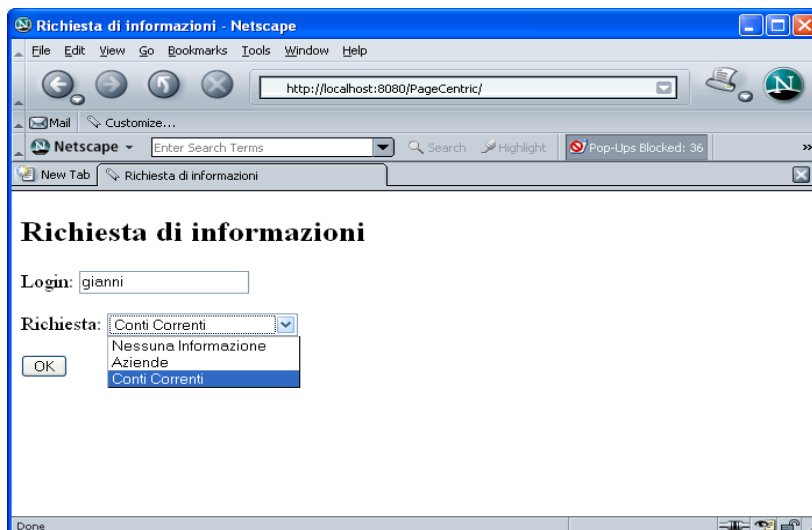 Richiesta di informazioni - Netscape
File Edit View Go Bookmarks Tools Window Help
http://localhost:8080/PageCentric/
N
Mail Customize...
N Netscape Enter Search Terms Search Highlight Pop-Ups Blocked: 36 »
New Tab Richiesta di informazioni
Richiesta di informazioni
Login: gianni
Richiesta: Conti Correnti
Nessuna Informazione
Aziende
OK
Conti Correnti
Done